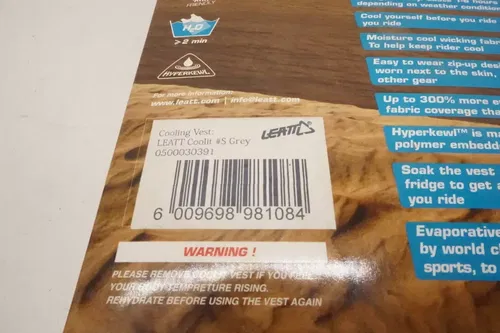 FRIENDLY
H₂O
> 2 min
HYPERKEWL
For more information:
www.leatt.com | info@leatt.com
Cooling Vest:
LEATT Coolit #S Grey
0500030391
LEATT
6 009698 981084
WARNING !
PLEASE REMOVE COOLIT VEST IF YOU FEEL
YOUR BODY TEMPRETURE RISING.
REHYDRATE BEFORE USING THE VEST AGAIN
depending on weather condition
Cool yourself before you ride
you ride
Moisture cool wicking fabric
To help keep rider cool
Easy to wear zip-up des
worn next to the skin,
other gear
Up to 300% more e
fabric coverage tha
Hyperkewl™ is ma
polymer embedde
Soak the vest
fridge to get
you ride
Evaporative
by world c
sports, to